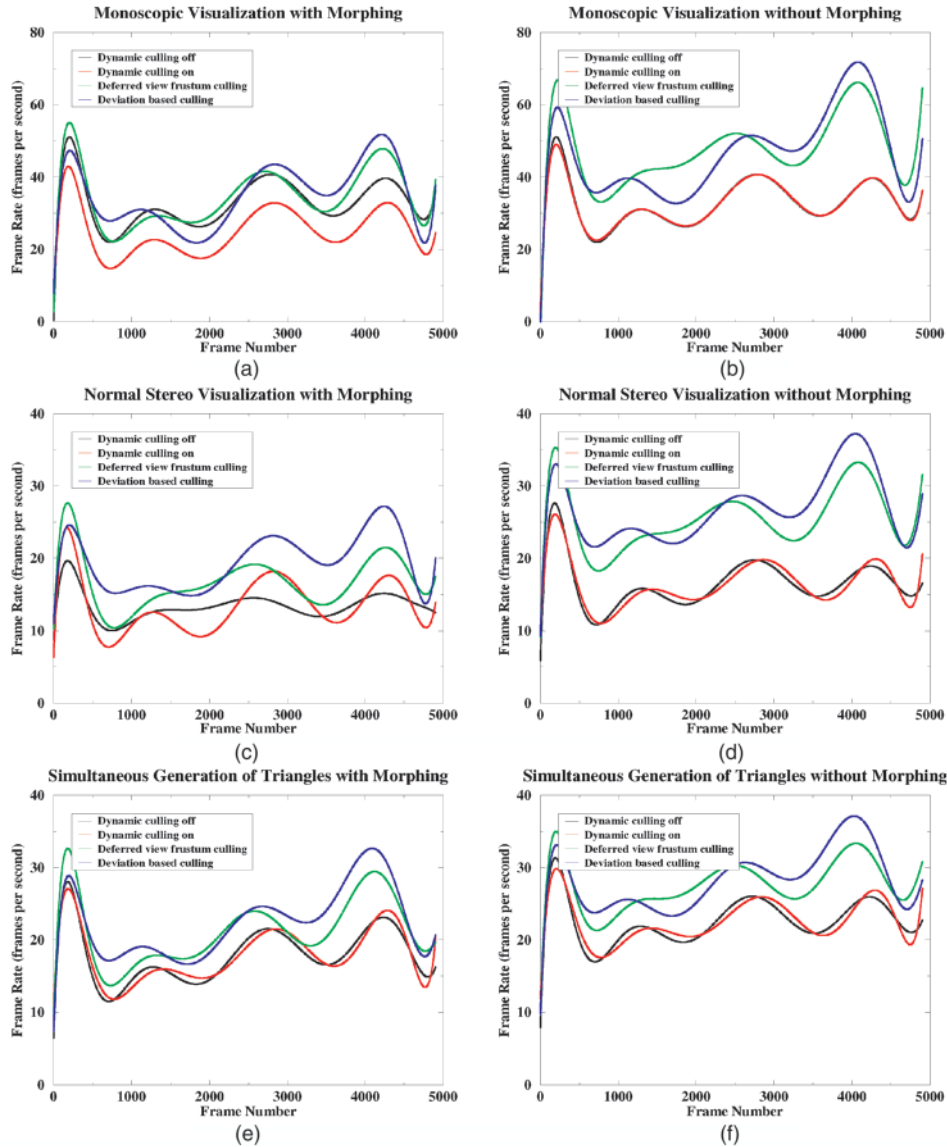 Monoscopic Visualization with Morphing
80
60
40
20
0
Frame Rate (frames per second)
Dynamic culling off
Dynamic culling on
Deferred view frustum culling
Deviation based culling
0 1000 2000 3000 4000 5000
Frame Number
(a)
Monoscopic Visualization without Morphing
80
60
40
20
0
Frame Rate (frames per second)
Dynamic culling off
Dynamic culling on
Deferred view frustum culling
Deviation based culling
0 1000 2000 3000 4000 5000
Frame Number
(b)
Normal Stereo Visualization with Morphing
40
30
20
10
0
Frame Rate (frames per second)
Dynamic culling off
Dynamic culling on
Deferred view frustum culling
Deviation based culling
0 1000 2000 3000 4000 5000
Frame Number
(c)
Normal Stereo Visualization without Morphing
40
30
20
10
0
Frame Rate (frames per second)
Dynamic culling off
Dynamic culling on
Deferred view frustum culling
Deviation based culling
0 1000 2000 3000 4000 5000
Frame Number
(d)
Simultaneous Generation of Triangles with Morphing
40
30
20
10
0
Frame Rate (frames per second)
Dynamic culling off
Dynamic culling on
Deferred view frustum culling
Deviation based culling
0 1000 2000 3000 4000 5000
Frame Number
(e)
Simultaneous Generation of Triangles without Morphing
40
30
20
10
0
Frame Rate (frames per second)
Dynamic culling off
Dynamic culling on
Deferred view frustum culling
Deviation based culling
0 1000 2000 3000 4000 5000
Frame Number
(f)